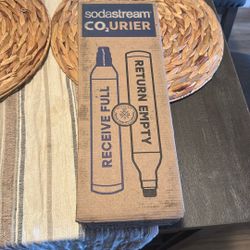 sodastream
CO₂URIER
RECEIVE FULL
RETURN EMPTY